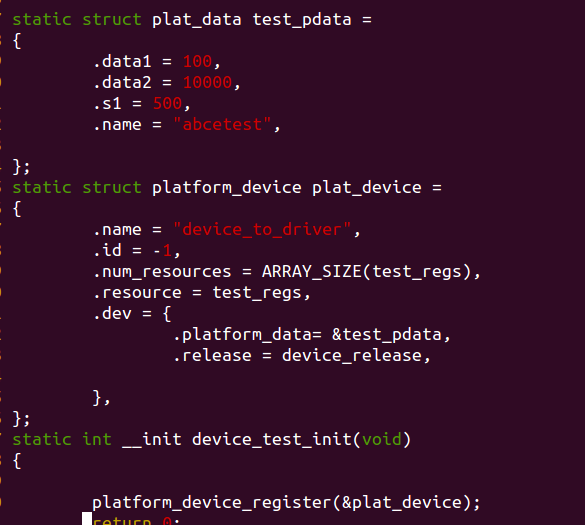 static struct plat_data test_pdata =
{
        .data1 = 100,
        .data2 = 10000,
        .s1 = 500,
        .name = "abcetest",
};
static struct platform_device plat_device =
{
        .name = "device_to_driver",
        .id = -1,
        .num_resources = ARRAY_SIZE(test_regs),
        .resource = test_regs,
        .dev = {
                .platform_data= &test_pdata,
                .release = device_release,
        },
};
static int __init device_test_init(void)
{
        platform_device_register(&plat_device);
        return 0;